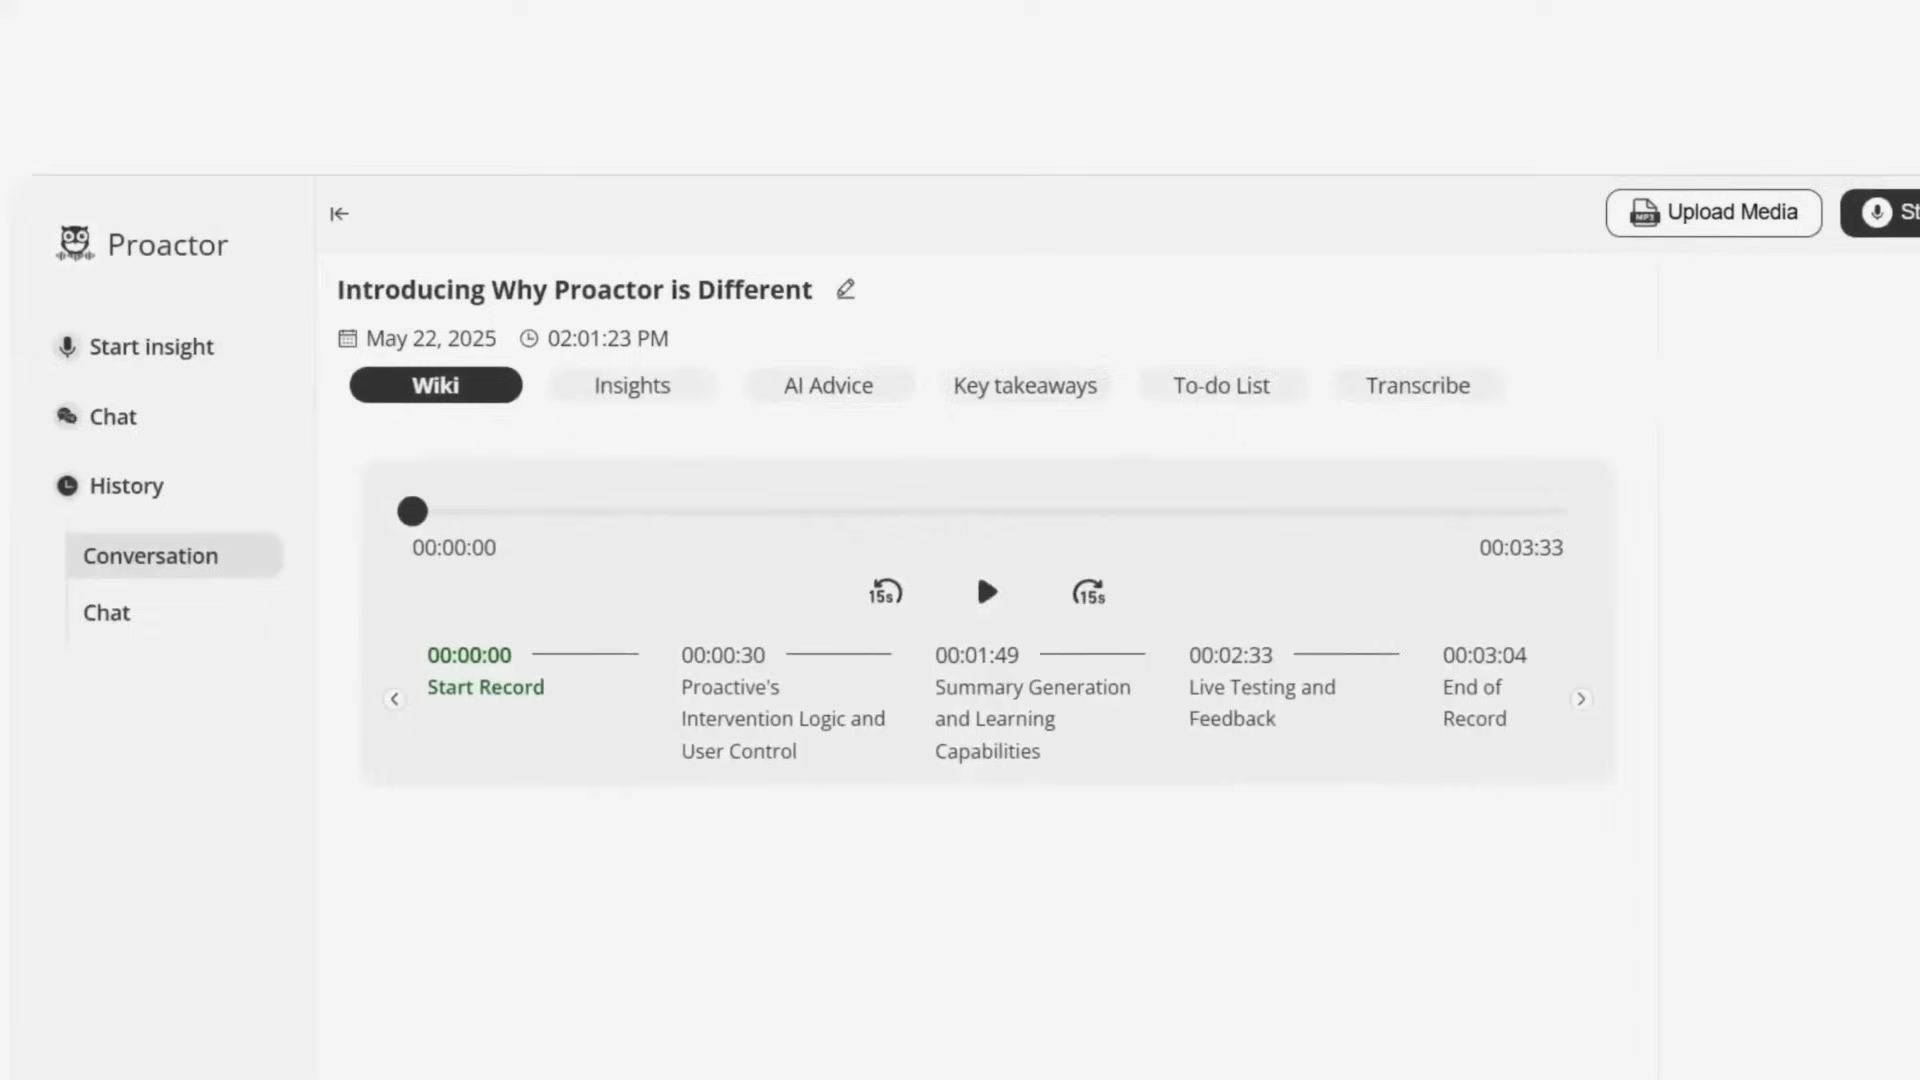 Upload Media
St
Proactor
Introducing Why Proactor is Different
May 22, 2025 02:01:23 PM
Start insight
Wiki Insights AI Advice Key takeaways To-do List Transcribe
Chat
History
Conversation
Chat
00:00:00 00:03:33
15s 15s
00:00:00 00:00:30 00:01:49 00:02:33 00:03:04
Start Record Proactive's Summary Generation Live Testing and End of
Intervention Logic and and Learning Feedback Record
User Control Capabilities